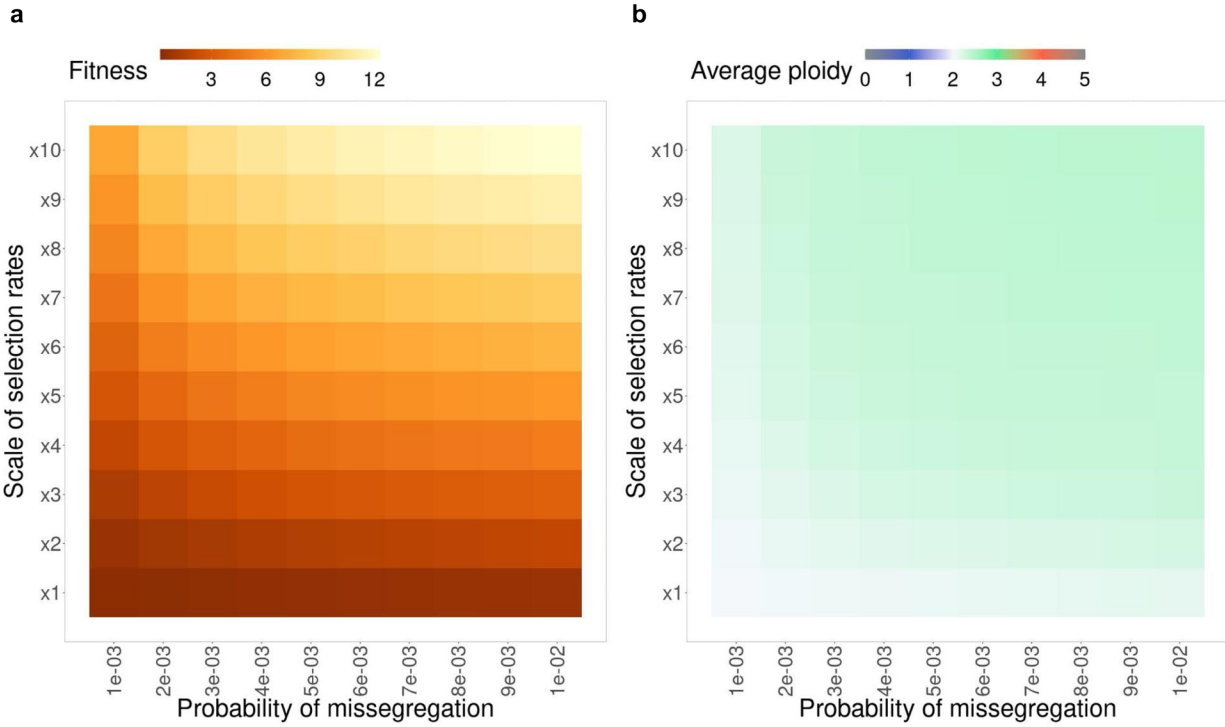 a
Fitness
3 6 9 12
Scale of selection rates
x10
x9
x8
x7
x6
x5
x4
x3
x2
x1
1e-03
2e-03
3e-03
4e-03
5e-03
6e-03
7e-03
8e-03
9e-03
1e-02
Probability of missegregation
b
Average ploidy
0 1 2 3 4 5
Scale of selection rates
x10
x9
x8
x7
x6
x5
x4
x3
x2
x1
1e-03
2e-03
3e-03
4e-03
5e-03
6e-03
7e-03
8e-03
9e-03
1e-02
Probability of missegregation